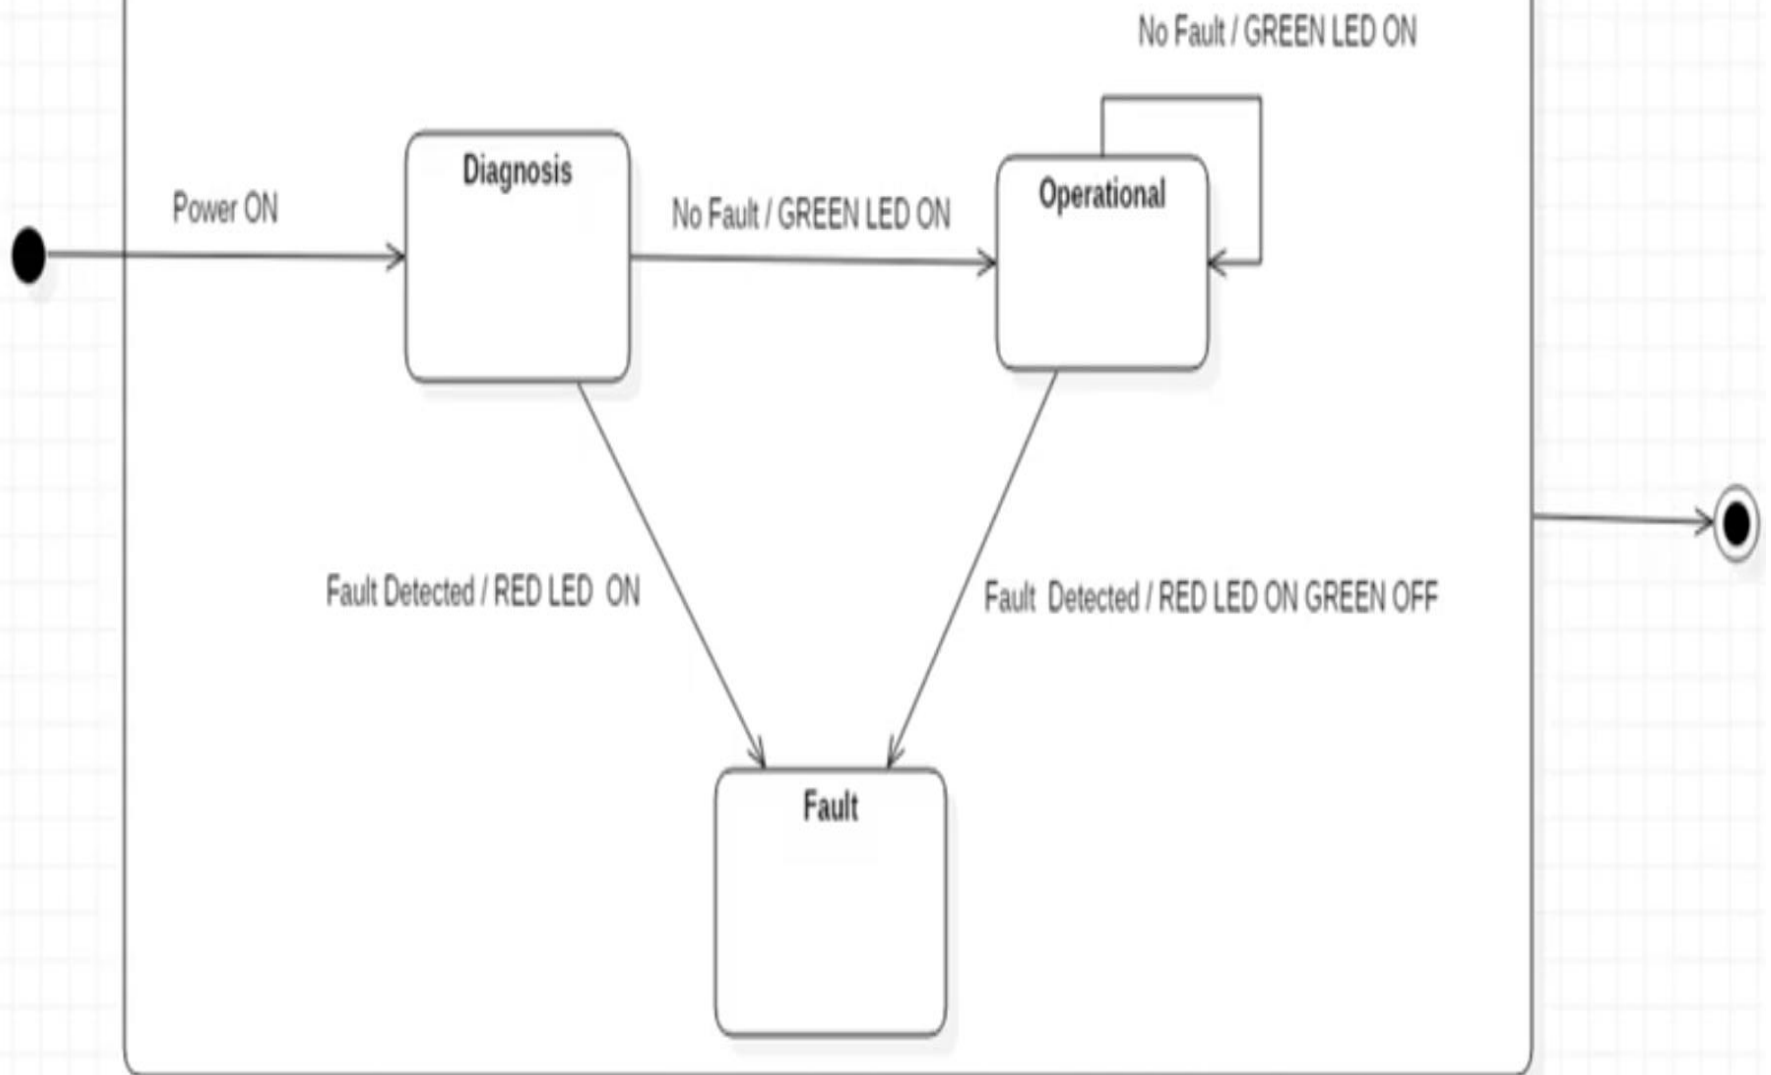 No Fault / GREEN LED ON
Diagnosis
Operational
Power ON
No Fault / GREEN LED ON
Fault Detected / RED LED ON
Fault Detected / RED LED ON GREEN OFF
Fault